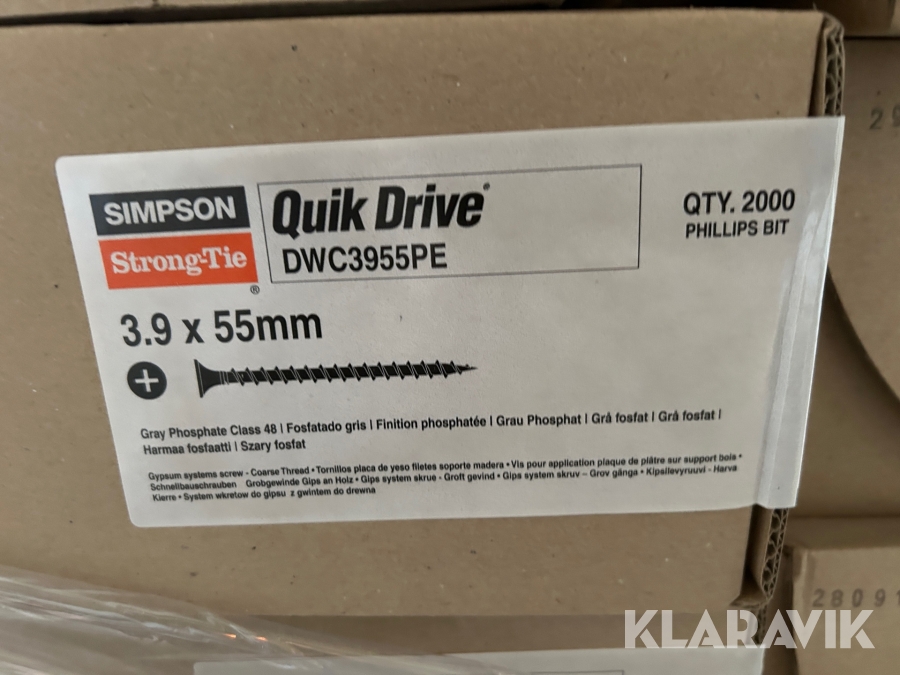 SIMPSON
Strong-Tie
®
Quik Drive®
DWC3955PE
QTY. 2000
PHILLIPS BIT
3.9 x 55mm
Gray Phosphate Class 48 | Fosfatado gris | Finition phosphatée | Grau Phosphat | Grå fosfat | Grå fosfat |
Harmaa fosfaatti | Szary fosfat
Gypsum systems screw - Coarse Thread • Tornillos placa de yeso filetes soporte madera • Vis pour application plaque de plâtre sur support bois •
Schnellbauschrauben Grobgewinde Gips an Holz • Gips system skrue - Groft gevind • Gips system skruv – Grov gånga • Kipsilevyruuvi - Harva
Kierre • System wkretow do gipsu z gwintem do drewna
28091
KLARAVIK